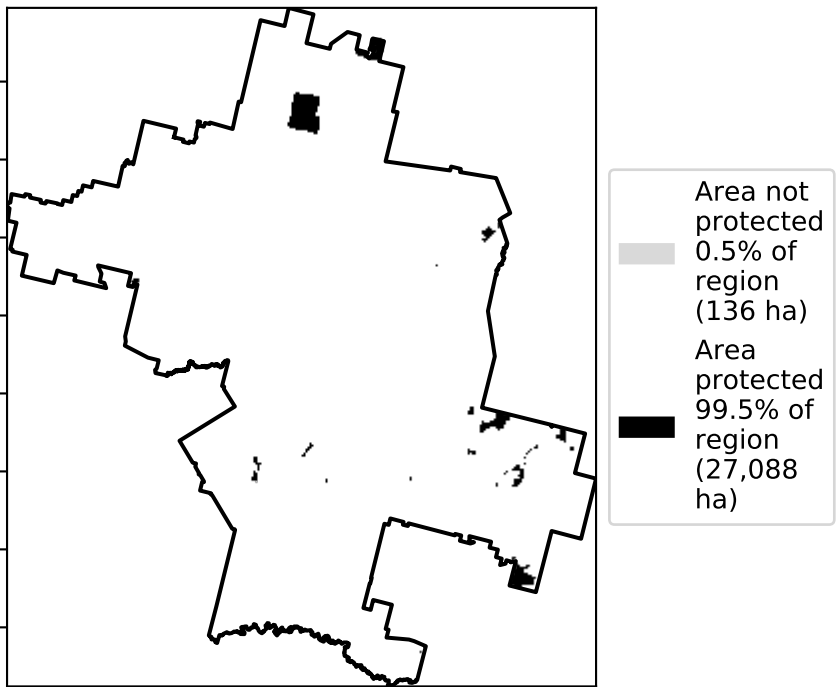 Area not
protected
0.5% of
region
(136 ha)
Area
protected
99.5% of
region
(27,088
ha)